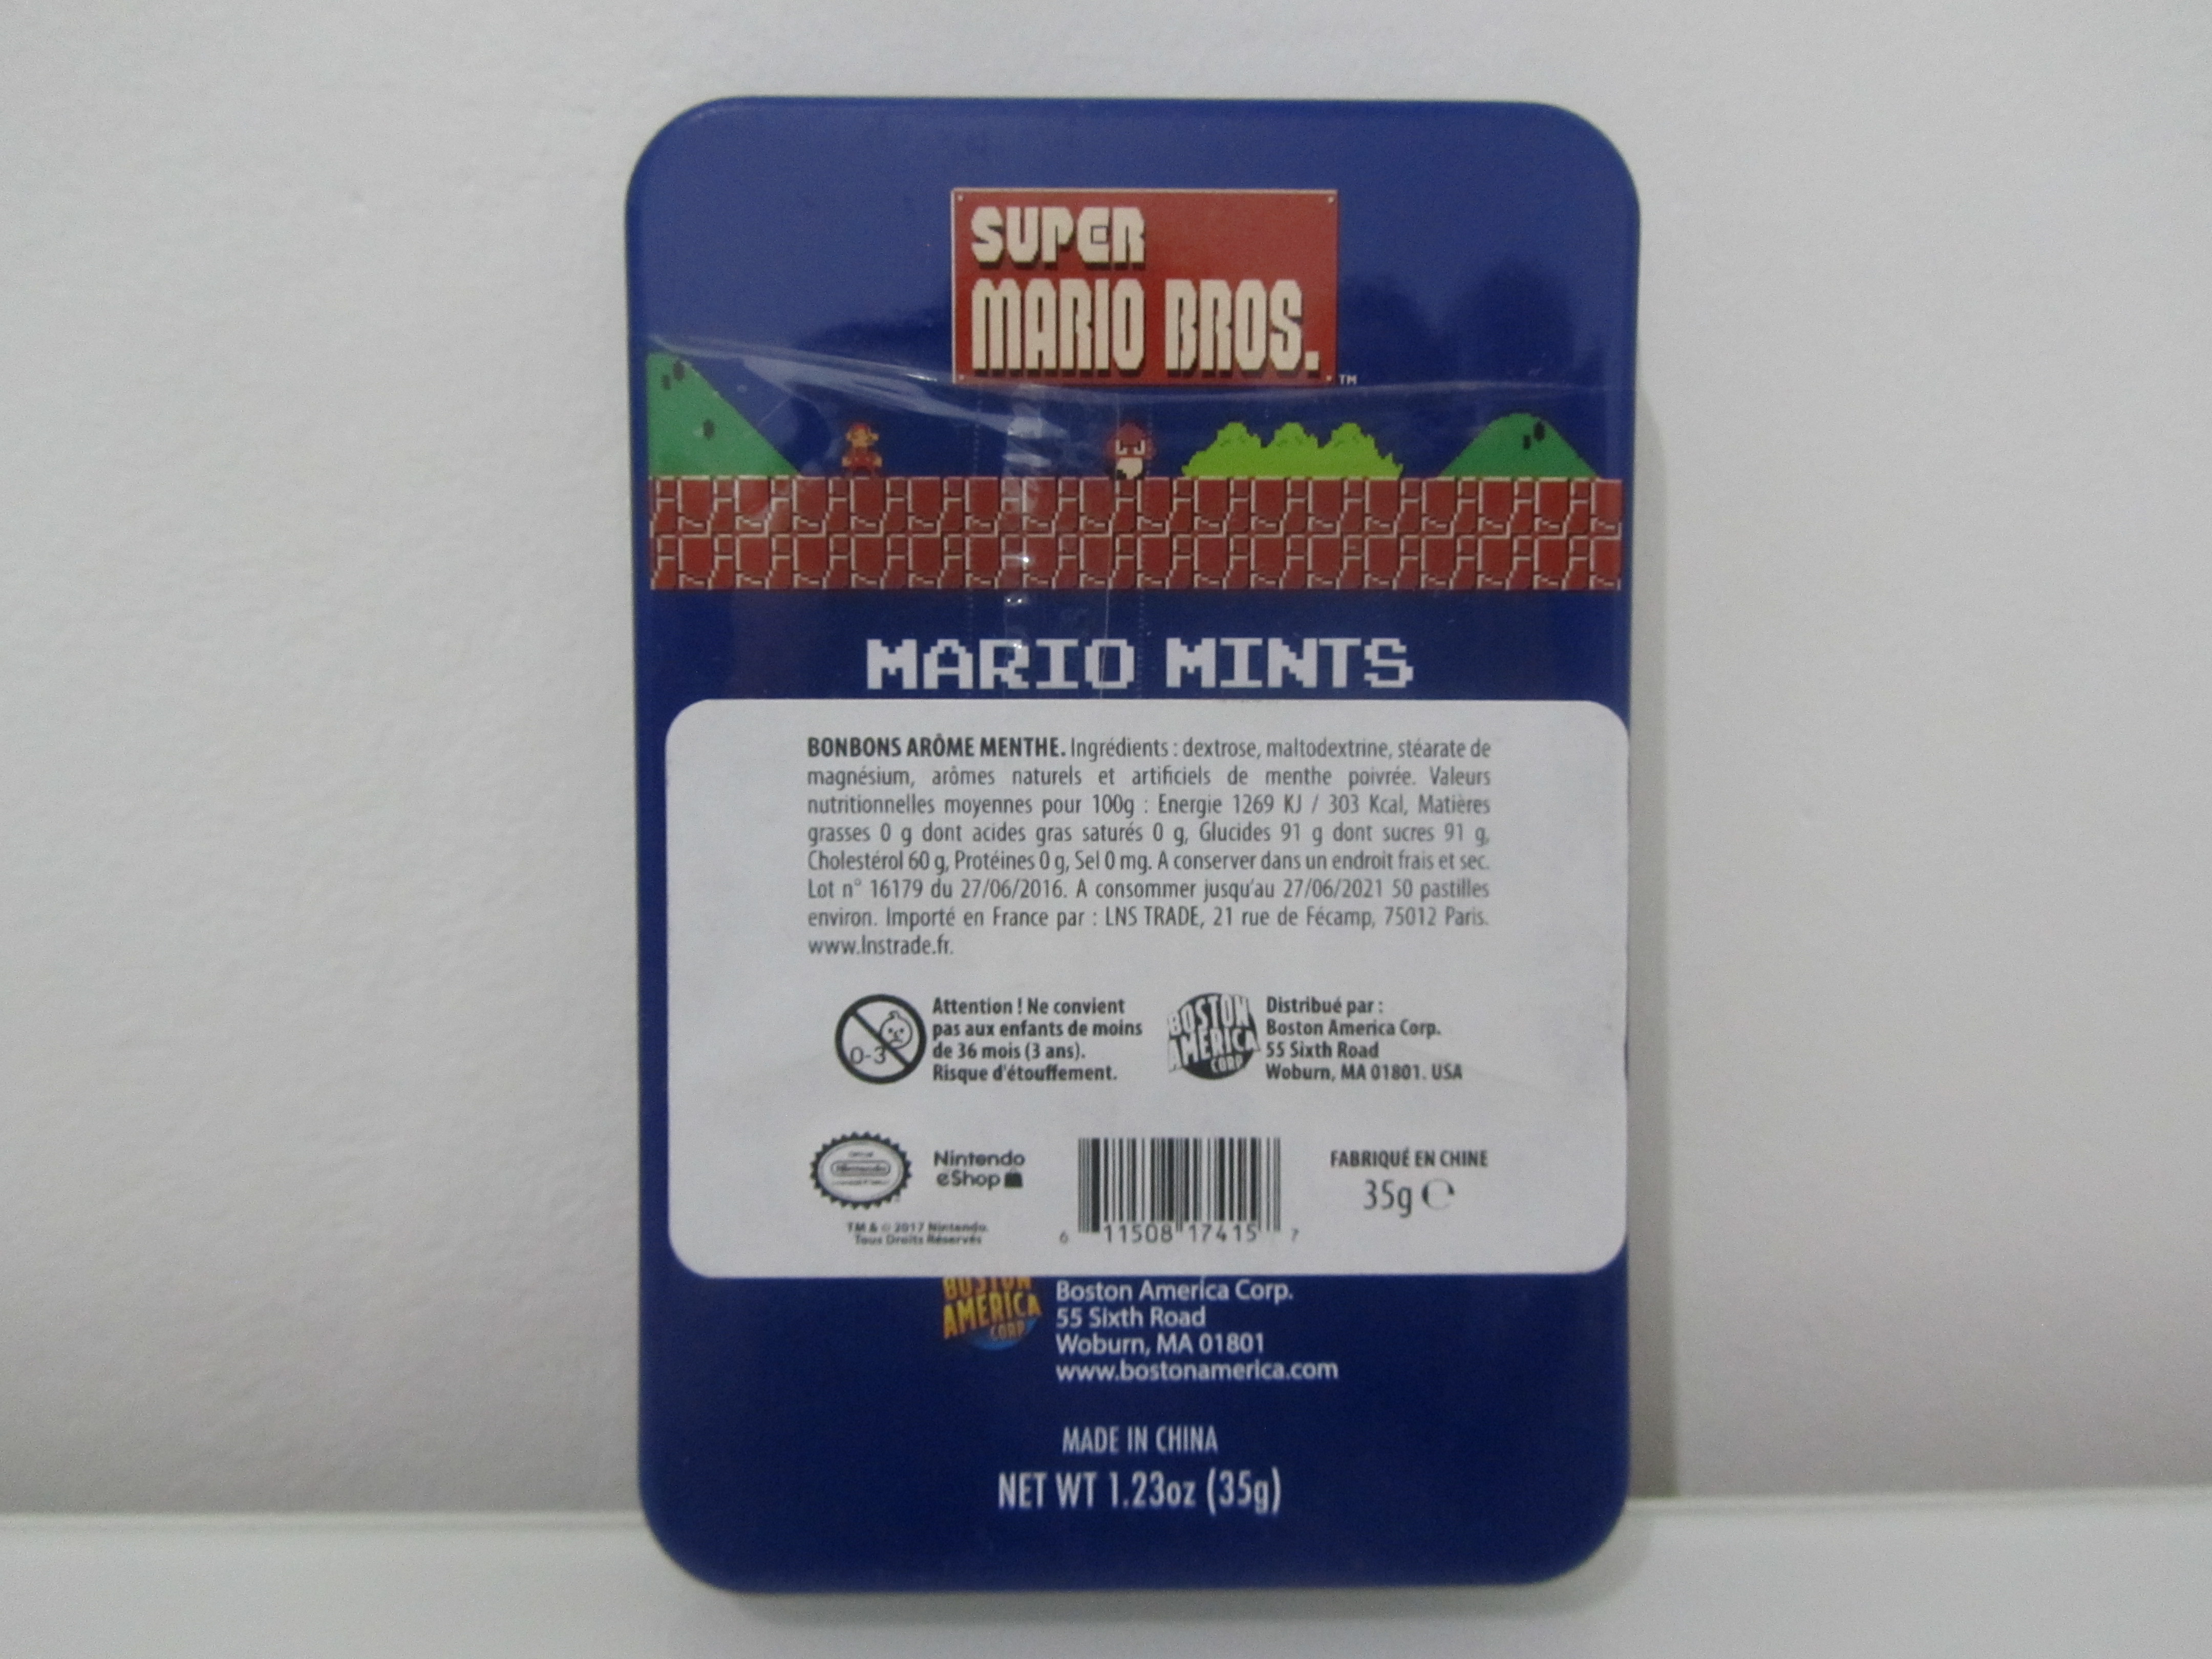 SUPER
MARIO BROS.
TM
MARIO MINTS
BONBONS ARÔME MENTHE. Ingrédients : dextrose, maltodextrine, stéarate de
magnésium, arômes naturels et artificiels de menthe poivrée. Valeurs
nutritionnelles moyennes pour 100g : Energie 1269 KJ / 303 Kcal, Matières
grasses 0 g dont acides gras saturés 0 g, Glucides 91 g dont sucres 91 g,
Cholestérol 60 g, Protéines 0 g, Sel 0 mg. A conserver dans un endroit frais et sec.
Lot n° 16179 du 27/06/2016. A consommer jusqu'au 27/06/2021 50 pastilles
environ. Importé en France par : LNS TRADE, 21 rue de Fécamp, 75012 Paris.
www.lnstrade.fr.
0-3
Attention ! Ne convient
pas aux enfants de moins
de 36 mois (3 ans).
Risque d'étouffement.
BOSTON
AMERICA
CORP
Distribué par :
Boston America Corp.
55 Sixth Road
Woburn, MA 01801. USA
Nintendo
Nintendo
eShop
TM & © 2017 Nintendo.
Tous Droits Réservés
6 11508 17415 7
FABRIQUÉ EN CHINE
35g ℮
BOSTON
AMERICA
CORP
Boston America Corp.
55 Sixth Road
Woburn, MA 01801
www.bostonamerica.com
MADE IN CHINA
NET WT 1.23oz (35g)